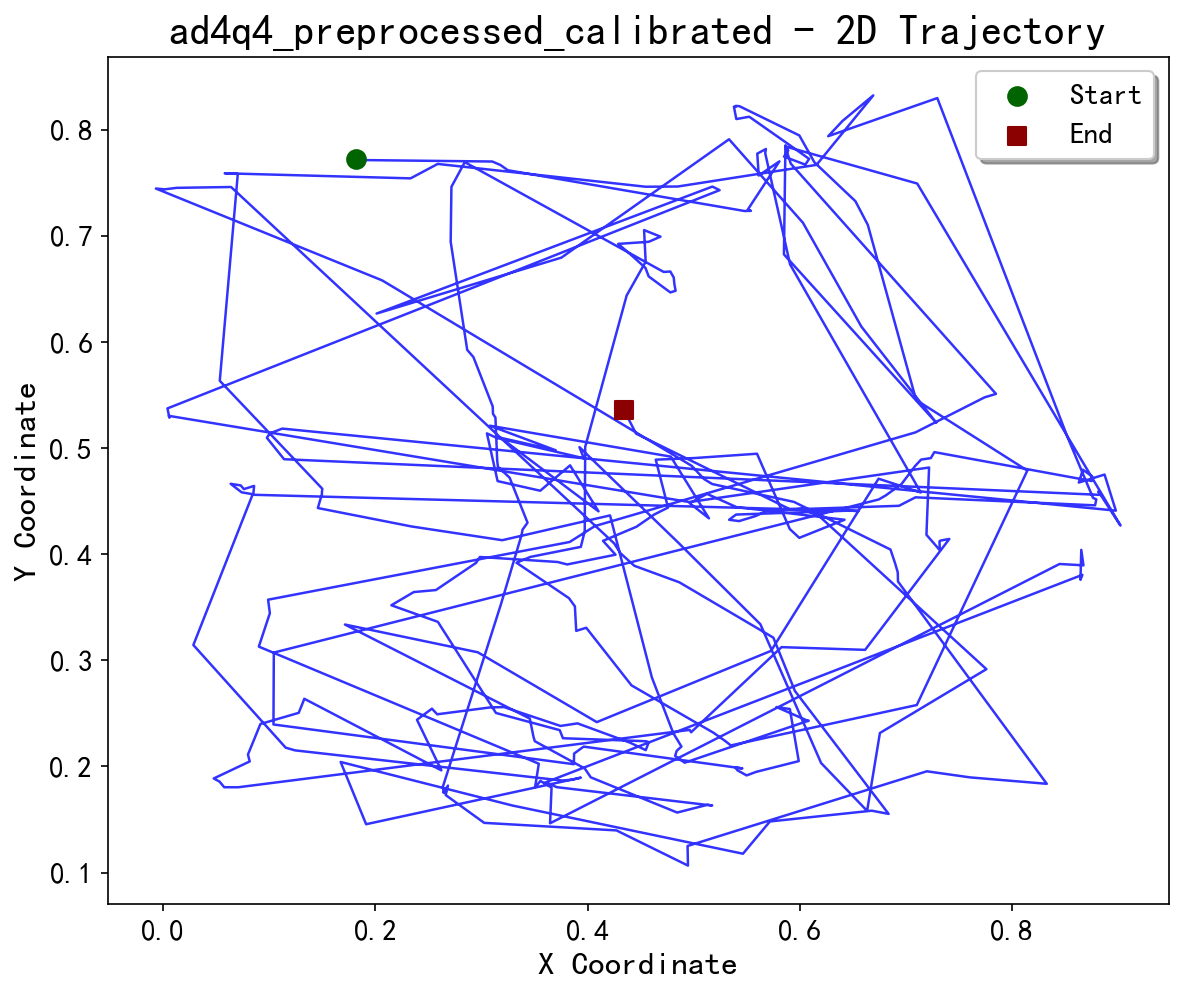 ad4q4_preprocessed_calibrated - 2D Trajectory
Start
End
Y Coordinate
0.8
0.7
0.6
0.5
0.4
0.3
0.2
0.1
0.0
0.2
0.4
0.6
0.8
X Coordinate